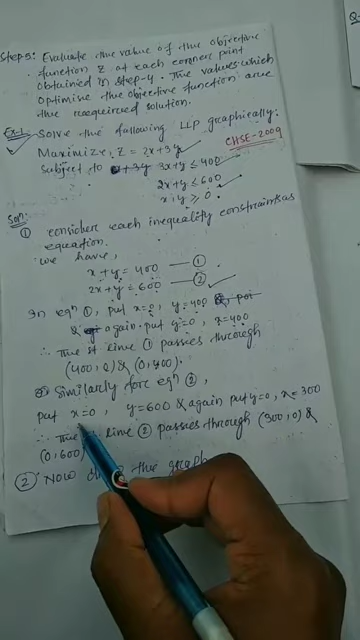 Step-5: Evaluate the value of the objective
function Z at each corner point
obtained in step-4. The values which
optimise the objective function are
the required solution.
Ex-1 Solve the following LLP graphically:
Maximize, Z = 2x+3y
CHSE-2009
Subject to 3x+y ≤ 400
2x+y ≤ 600
x, y ≥ 0
Soln:
① consider each inequality constraints as
equation.
We have,
x+y = 400 — ①
2x+y = 600 — ②
In eqn ①, put x=0, y=400
& again put y=0, x=400
∴ The st line ① passes through
(400,0) & (0,400).
Similarly for eqn ②,
put x=0, y=600 & again put y=0, x=300
∴ The line ② passes through (300,0) &
(0,600)
② Now the graph